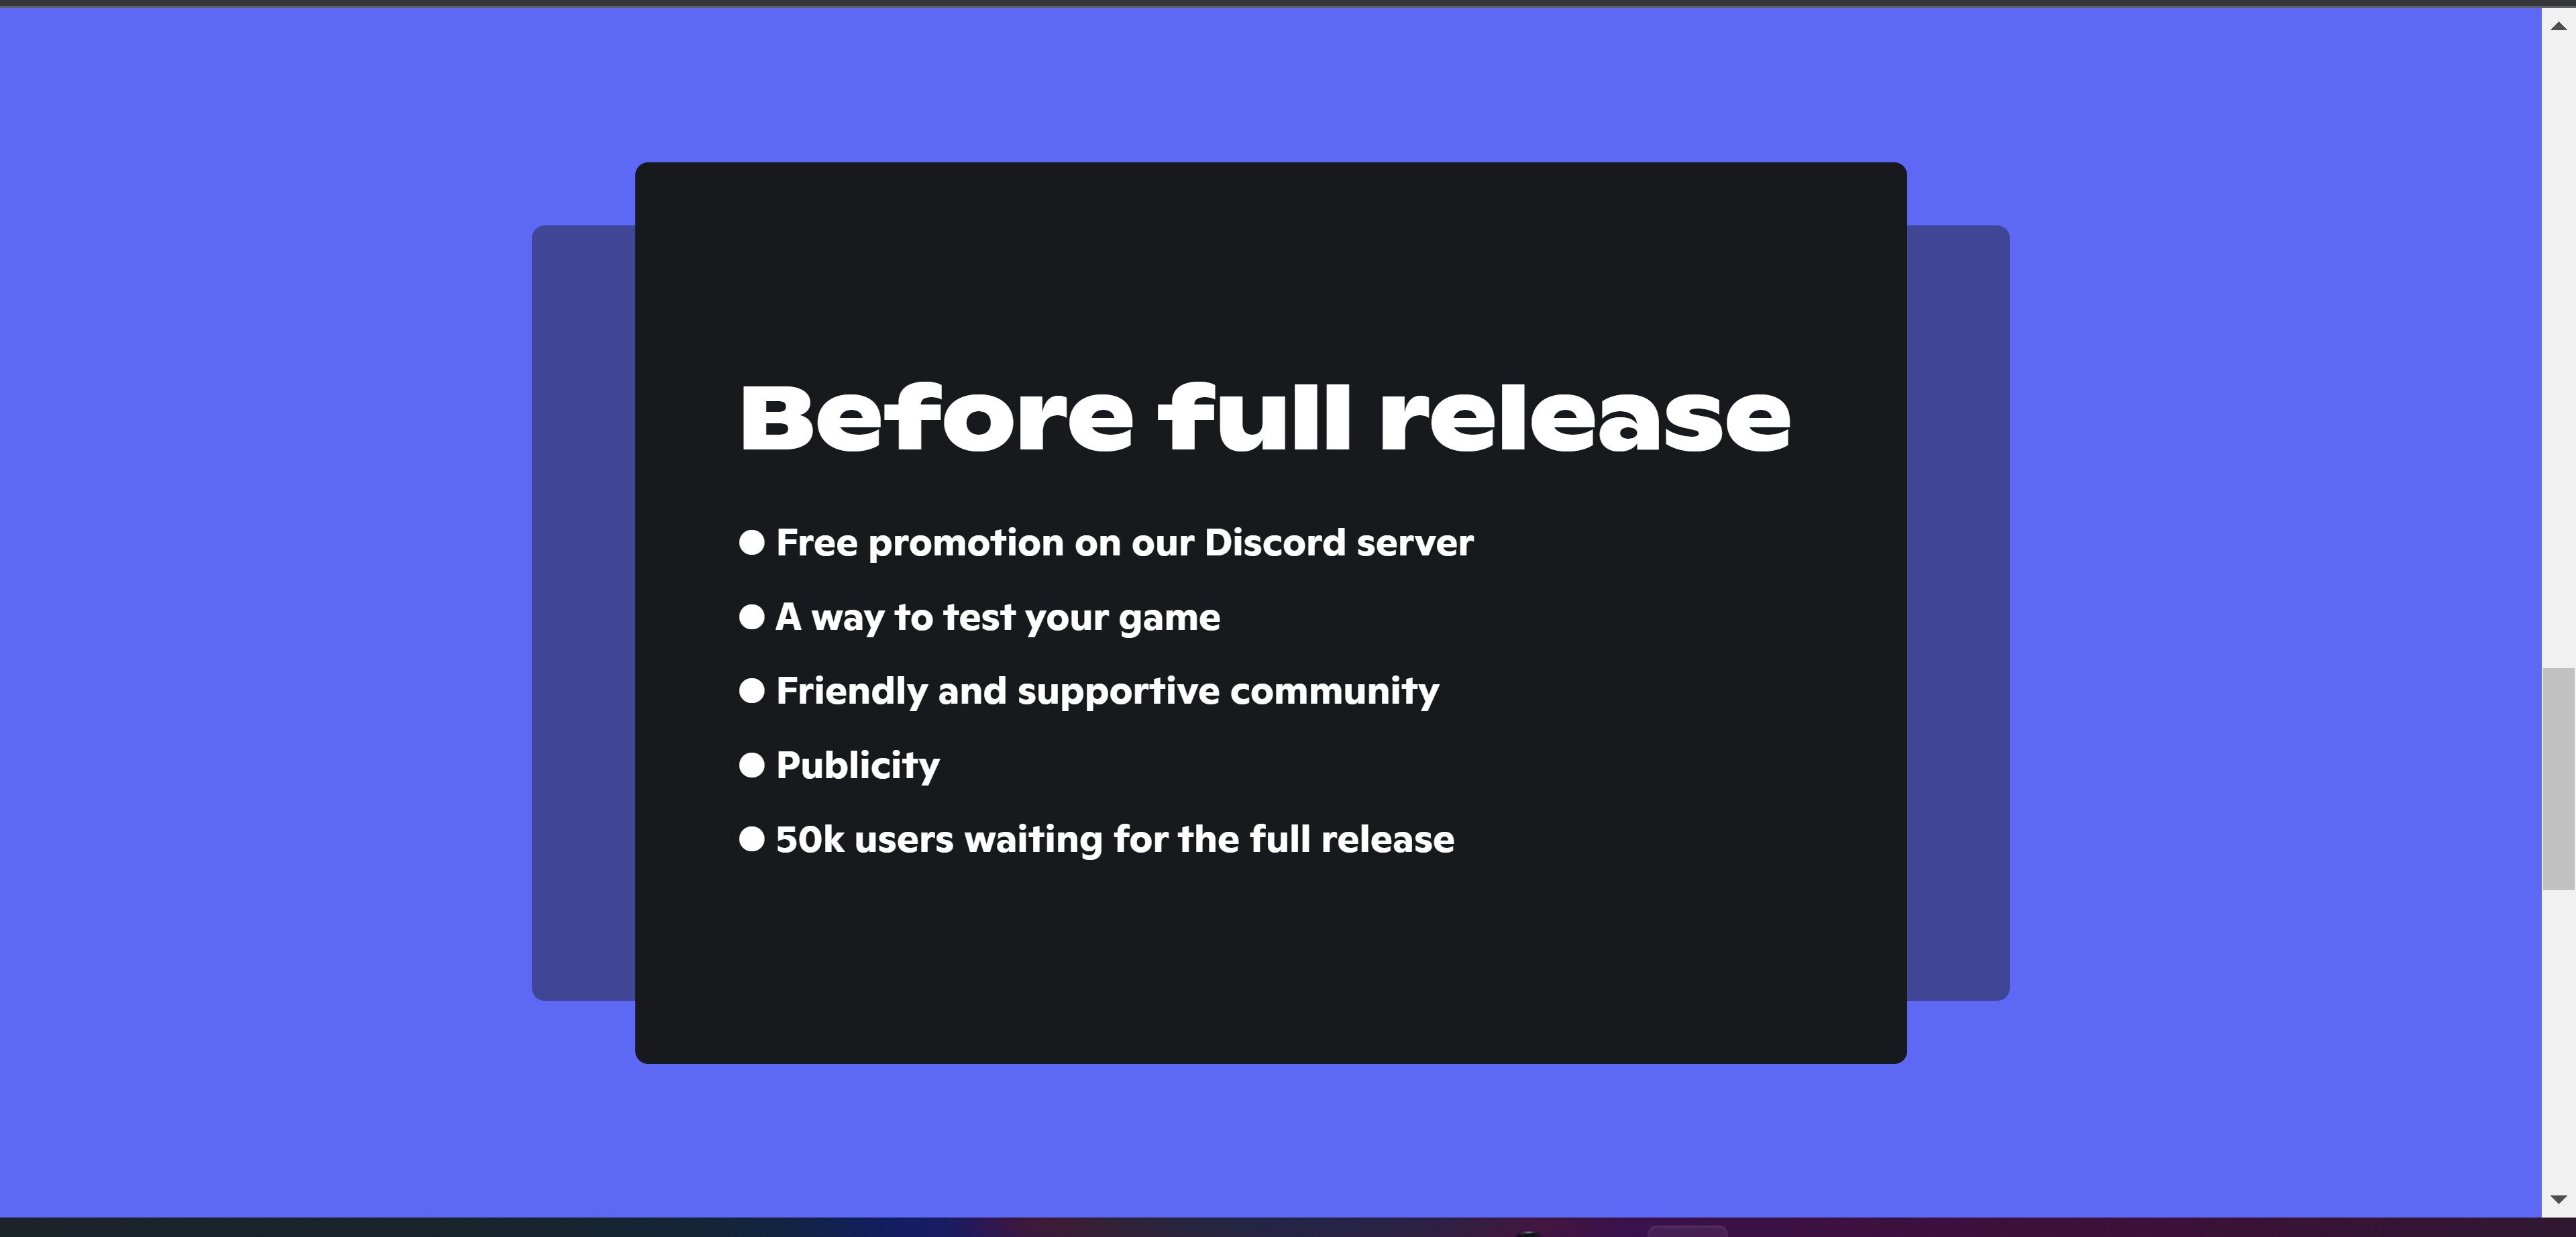 Before full release
● Free promotion on our Discord server
● A way to test your game
● Friendly and supportive community
● Publicity
● 50k users waiting for the full release